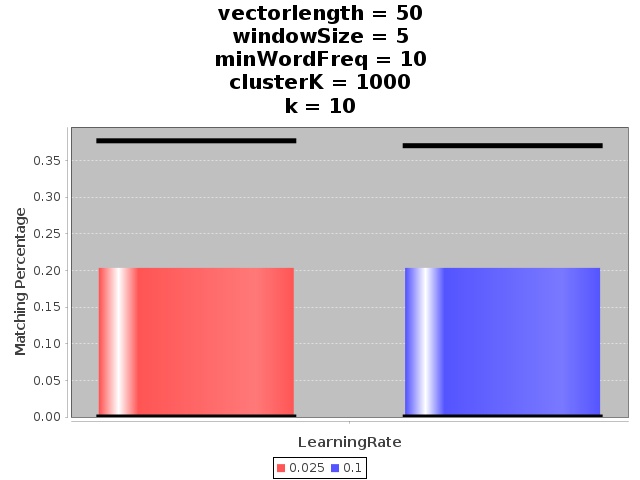 vectorlength = 50
windowSize = 5
minWordFreq = 10
clusterK = 1000
k = 10
Matching Percentage
0.35
0.30
0.25
0.20
0.15
0.10
0.05
0.00
LearningRate
0.025 0.1